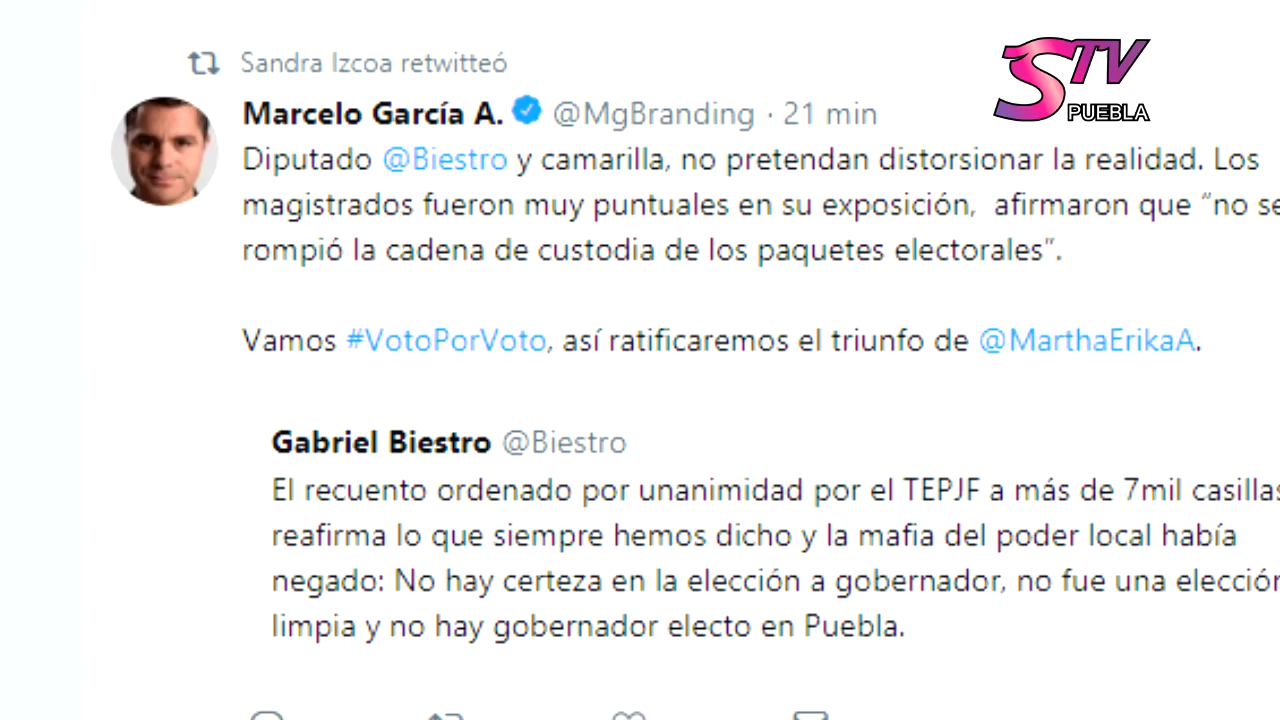 Sandra Izcoa retwitteó
STV
PUEBLA
Marcelo García A. @MgBranding · 21 min
Diputado @Biestro y camarilla, no pretendan distorsionar la realidad. Los
magistrados fueron muy puntuales en su exposición, afirmaron que “no se
rompió la cadena de custodia de los paquetes electorales”.
Vamos #VotoPorVoto, así ratificaremos el triunfo de @MarthaErikaA.
Gabriel Biestro @Biestro
El recuento ordenado por unanimidad por el TEPJF a más de 7mil casillas
reafirma lo que siempre hemos dicho y la mafia del poder local había
negado: No hay certeza en la elección a gobernador, no fue una elección
limpia y no hay gobernador electo en Puebla.